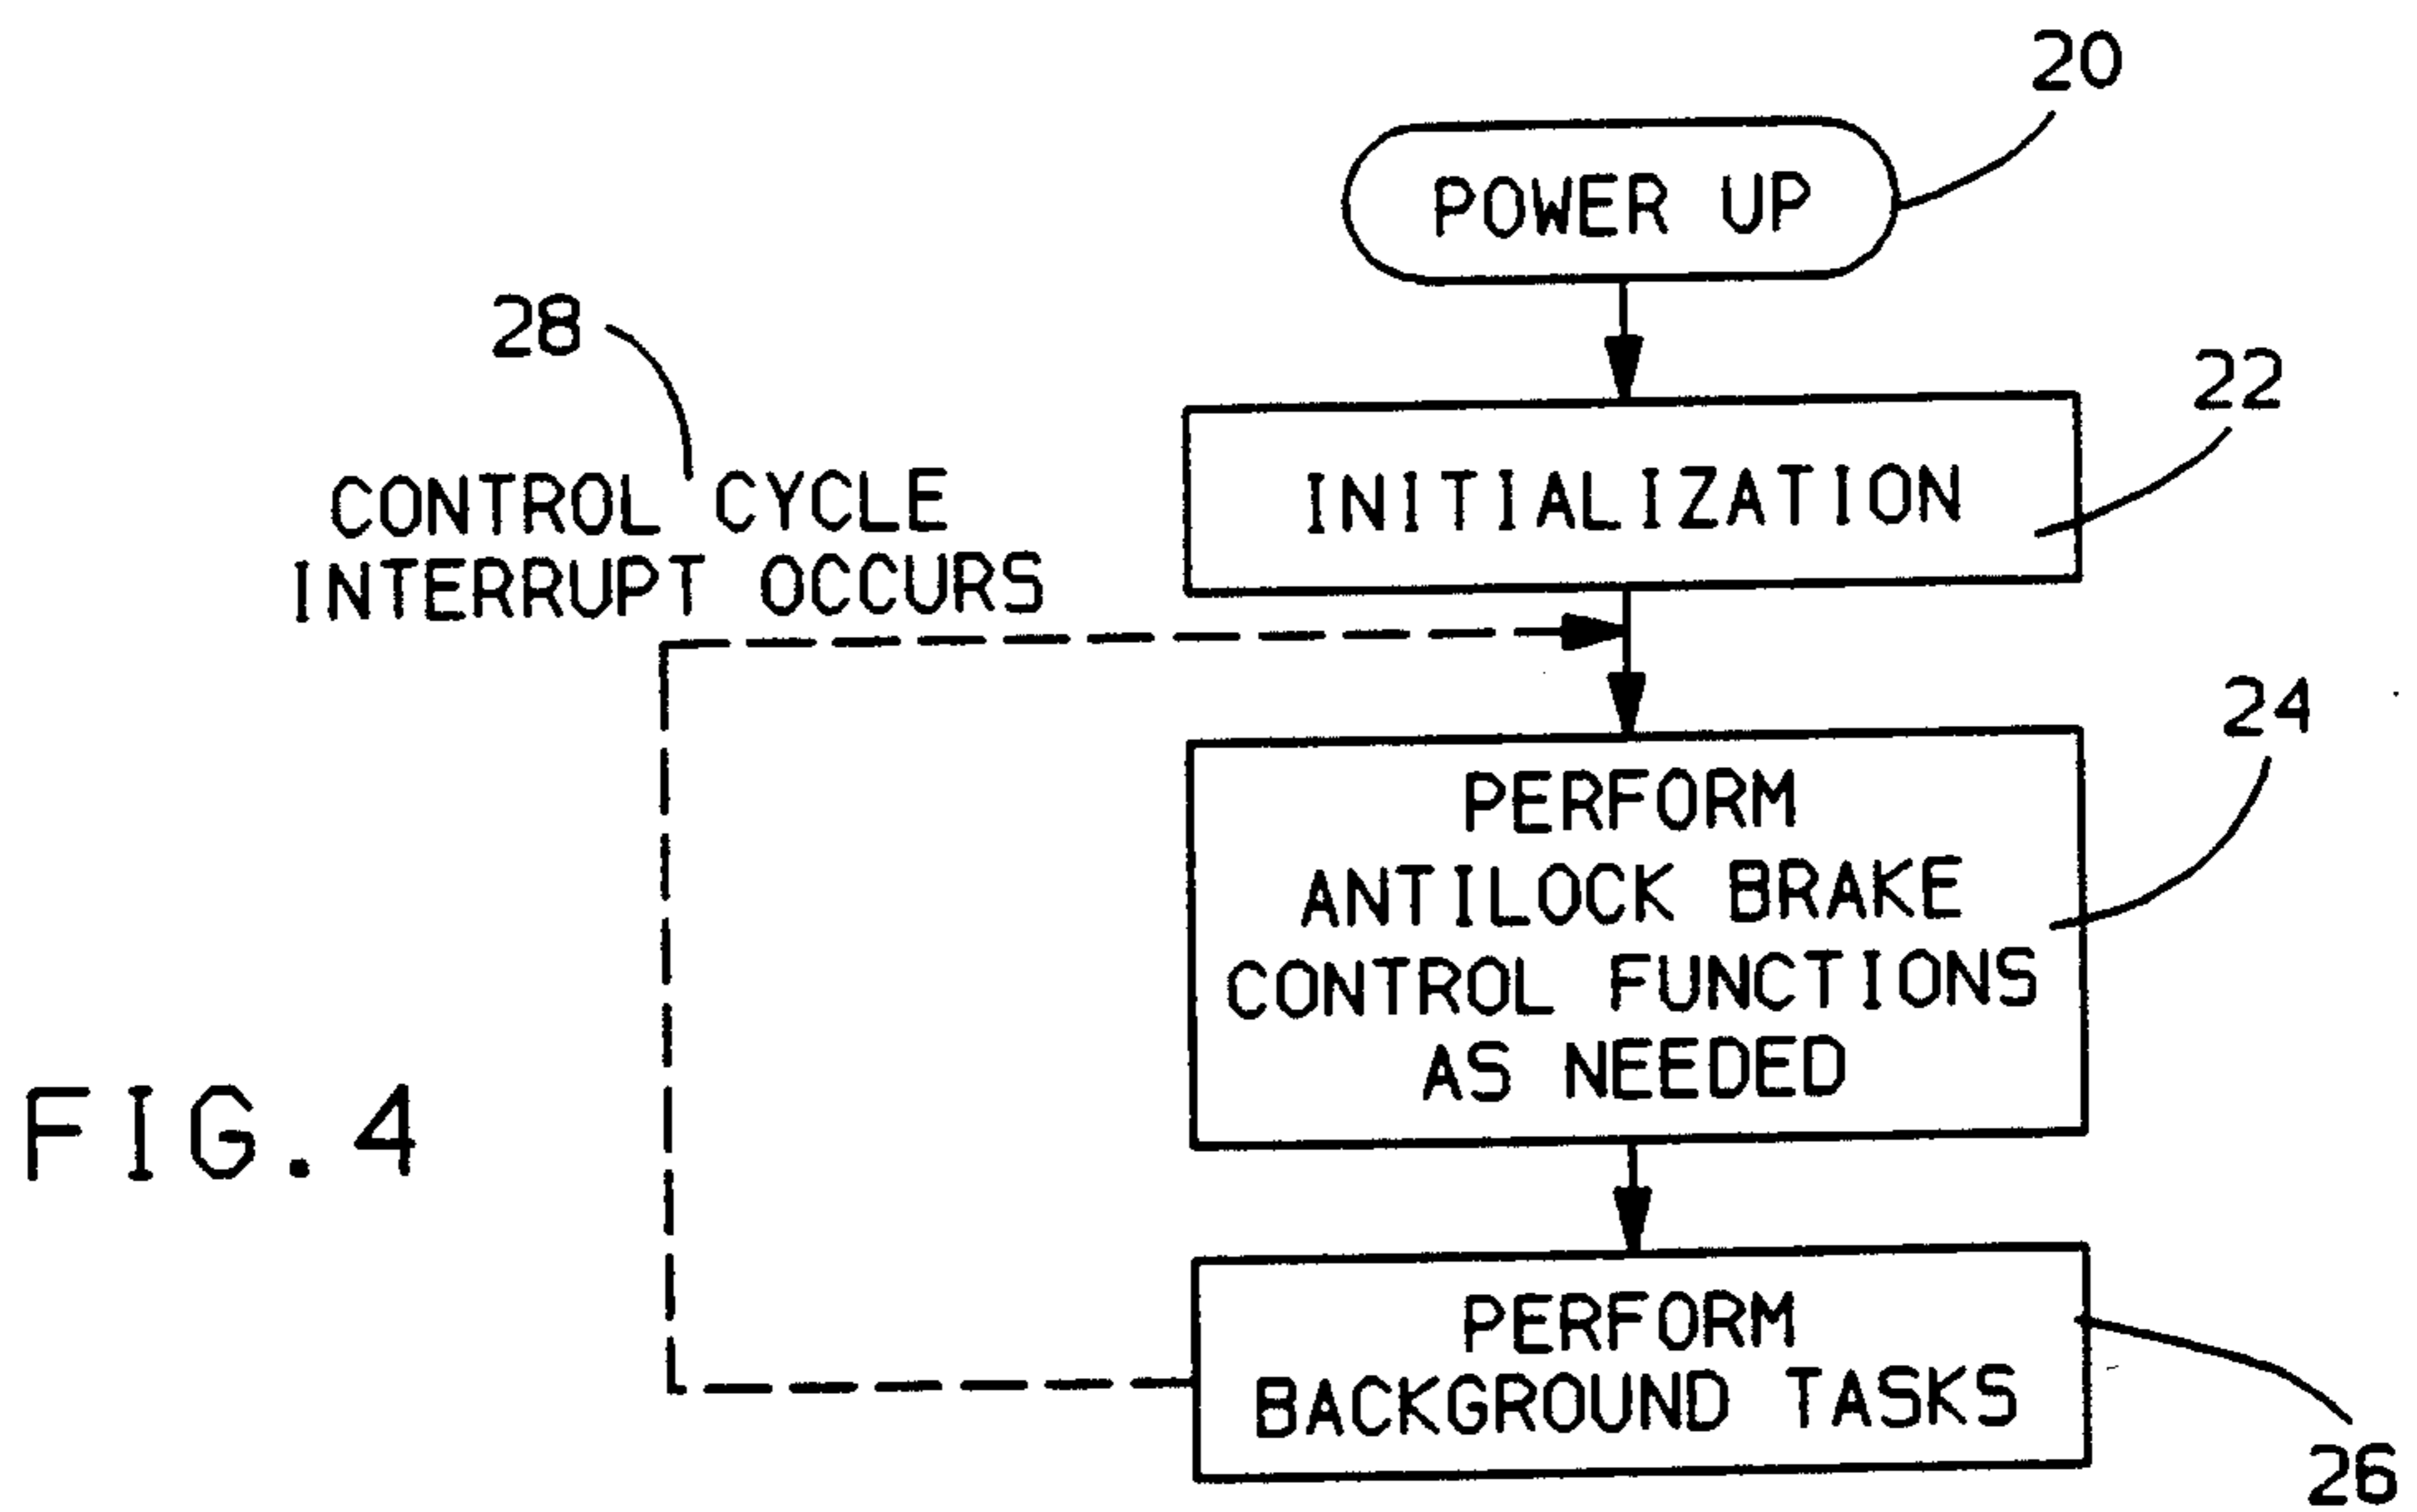 20
POWER UP
28
22
CONTROL CYCLE
INTERRUPT OCCURS
INITIALIZATION
24
PERFORM
ANTILOCK BRAKE
CONTROL FUNCTIONS
AS NEEDED
FIG.4
PERFORM
BACKGROUND TASKS
26